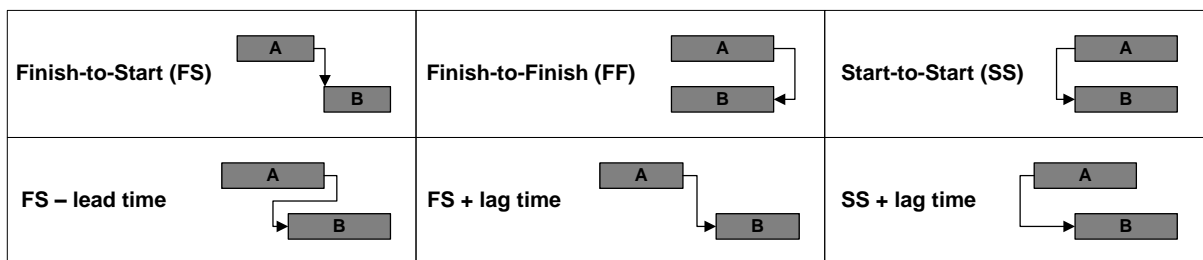 A
Finish-to-Start (FS)
B
A
Finish-to-Finish (FF)
B
A
Start-to-Start (SS)
B
A
FS – lead time
B
A
FS + lag time
B
A
SS + lag time
B